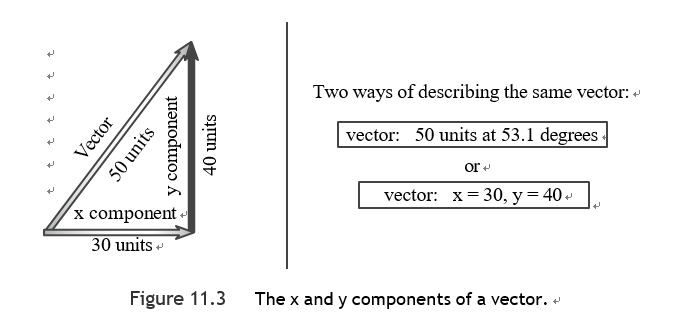 Vector
50 units
y component
40 units
x component
30 units
Two ways of describing the same vector:
vector: 50 units at 53.1 degrees
or
vector: x = 30, y = 40
Figure 11.3 The x and y components of a vector.